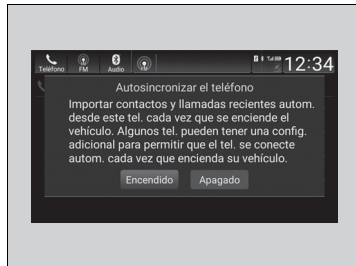 Teléfono FM Audio 12:34
Autosincronizar el teléfono
Importar contactos y llamadas recientes autom.
desde este tel. cada vez que se enciende el
vehículo. Algunos tel. pueden tener una config.
adicional para permitir que el tel. se conecte
autom. cada vez que encienda su vehículo.
Encendido Apagado